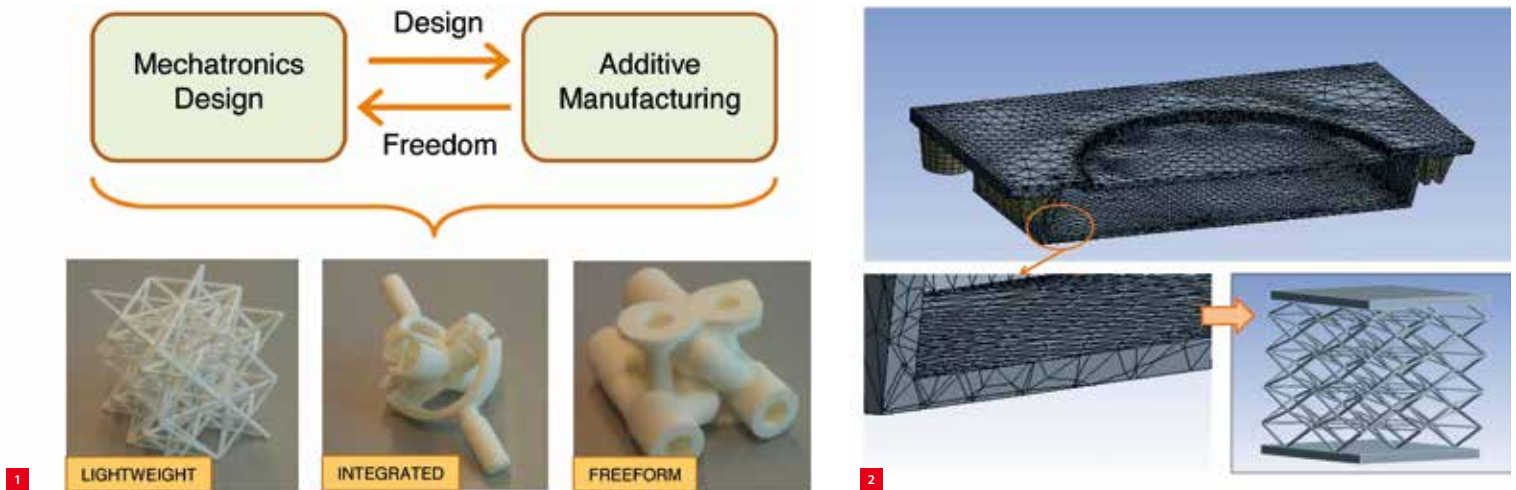 Design
Mechatronics
Design
Additive
Manufacturing
Freedom
LIGHTWEIGHT
INTEGRATED
FREEFORM
1
2